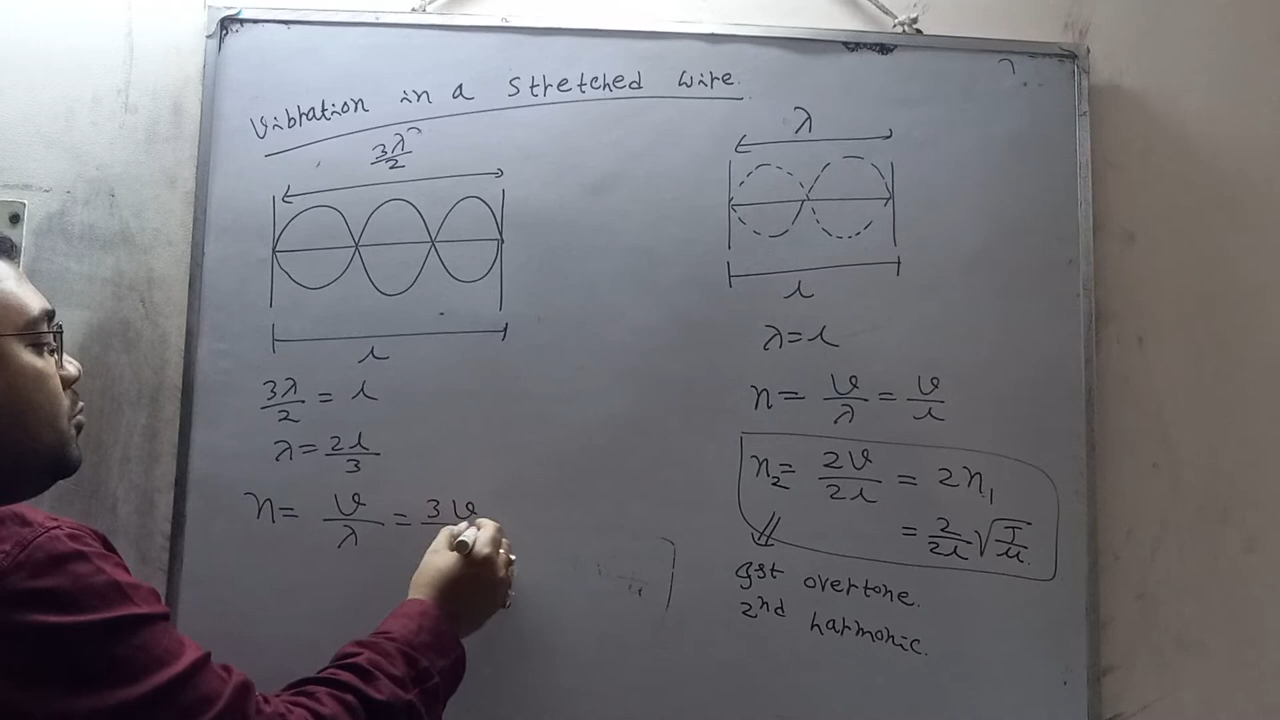 Vibration in a stretched wire.
3λ/2
l
3λ/2 = l
λ = 2l/3
n = v/λ = 3v
λ
l
λ = l
n = v/λ = v/l
n₂ = 2v/2l = 2n₁
= 2/2l √T/μ.
1st overtone.
2nd harmonic.